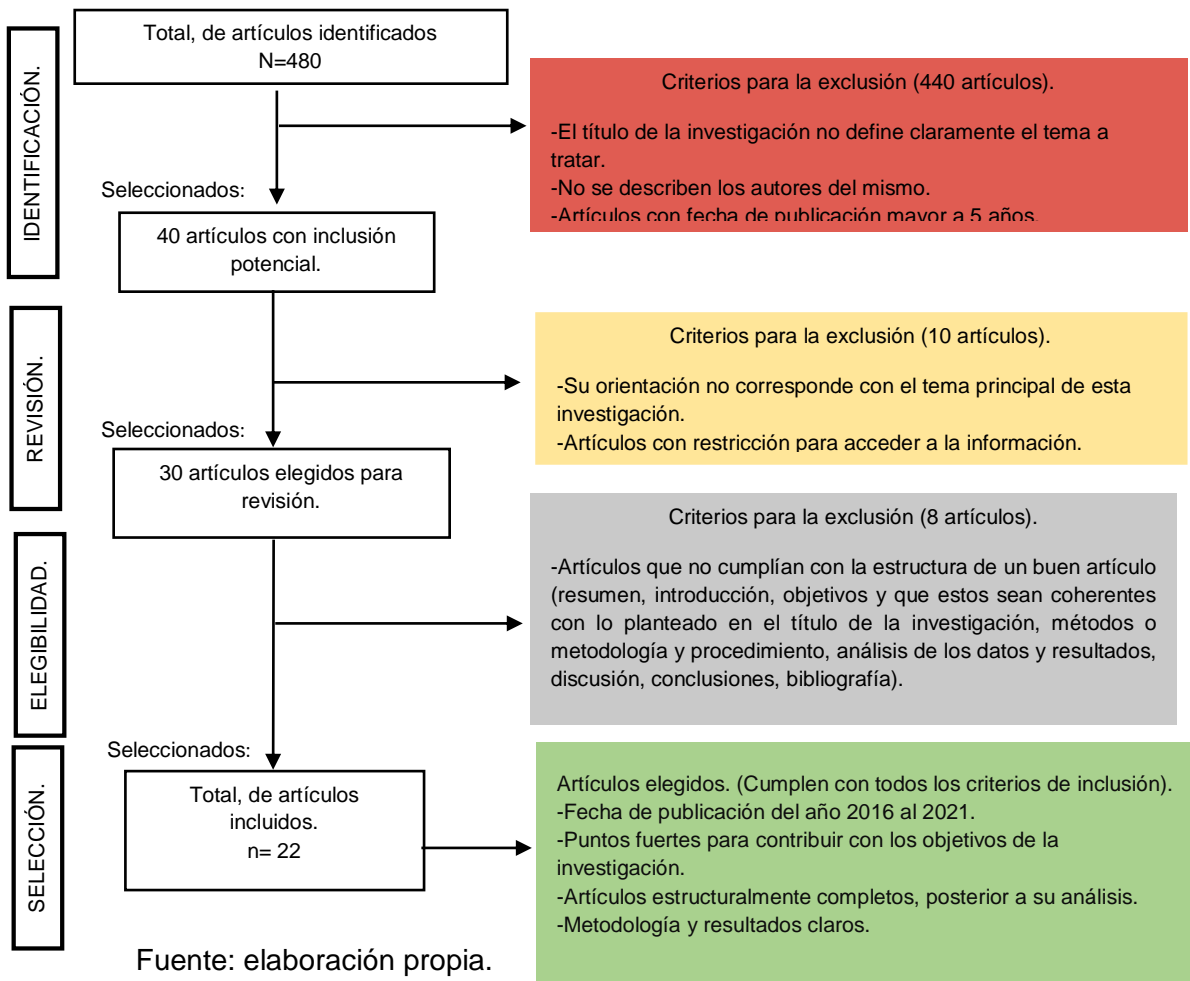 IDENTIFICACIÓN.
Total, de artículos identificados
N=480
Criterios para la exclusión (440 artículos).
-El título de la investigación no define claramente el tema a
tratar.
-No se describen los autores del mismo.
-Artículos con fecha de publicación mayor a 5 años.
Seleccionados:
40 artículos con inclusión
potencial.
REVISIÓN.
Criterios para la exclusión (10 artículos).
-Su orientación no corresponde con el tema principal de esta
investigación.
-Artículos con restricción para acceder a la información.
Seleccionados:
30 artículos elegidos para
revisión.
ELEGIBILIDAD.
Criterios para la exclusión (8 artículos).
-Artículos que no cumplían con la estructura de un buen artículo
(resumen, introducción, objetivos y que estos sean coherentes
con lo planteado en el título de la investigación, métodos o
metodología y procedimiento, análisis de los datos y resultados,
discusión, conclusiones, bibliografía).
SELECCIÓN.
Seleccionados:
Total, de artículos
incluidos.
n= 22
Artículos elegidos. (Cumplen con todos los criterios de inclusión).
-Fecha de publicación del año 2016 al 2021.
-Puntos fuertes para contribuir con los objetivos de la
investigación.
-Artículos estructuralmente completos, posterior a su análisis.
-Metodología y resultados claros.
Fuente: elaboración propia.